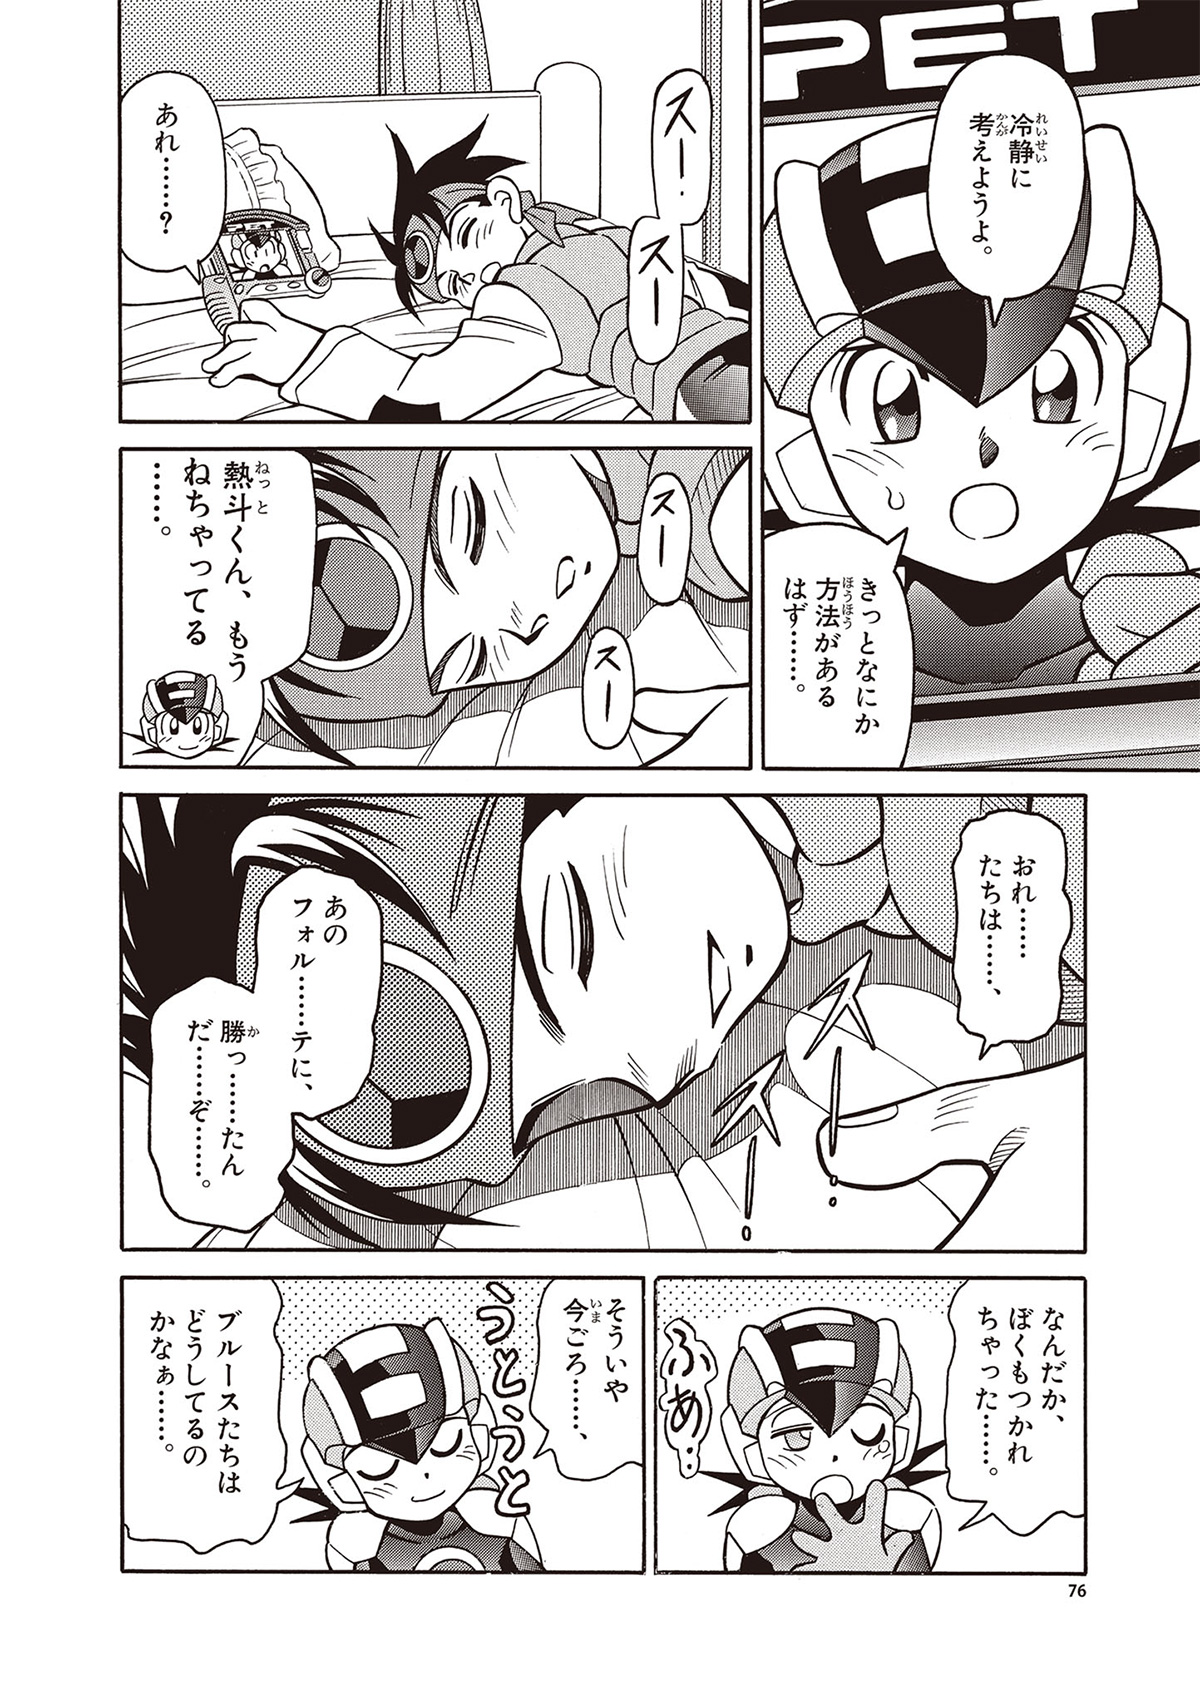 PET
冷静に
考えようよ。
きっとなにか
方法がある
はず……。
スー
スー
あれ……?
スー
スー
熱斗くん、もう
ねちゃってる
……。
おれ……
たちは……、
あの
フォル……テに、
勝っ……たん
だ……ぞ……。
なんだか、
ぼくもつかれ
ちゃった……。
ふあ…
そういや
今ごろ……、
うとうと
ブルースたちは
どうしてるの
かなぁ……。
76